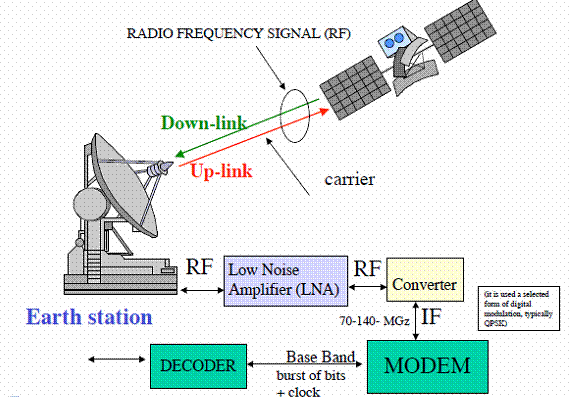 RADIO FREQUENCY SIGNAL (RF)
Down-link
Up-link
carrier
RF
Low Noise
Amplifier (LNA)
RF
Converter
Earth station
70-140- MGz
IF
(it is used a selected
form of digital
modulation, typically
QPSK)
DECODER
Base Band
burst of bits
+ clock
MODEM